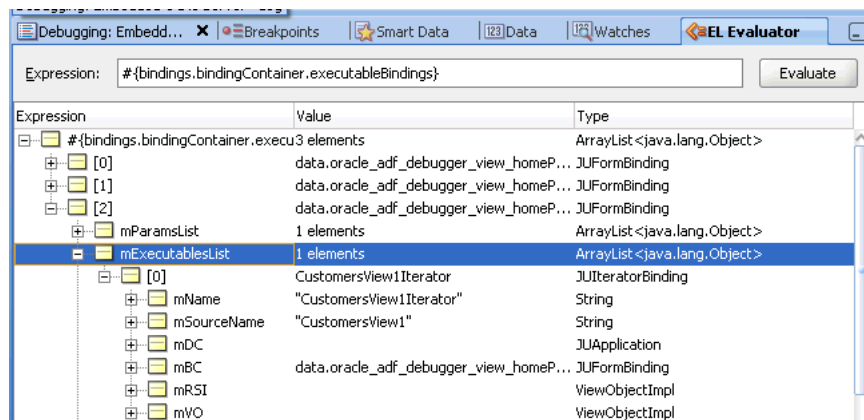 Debugging: Embedd... Breakpoints Smart Data Data Watches EL Evaluator
Expression: #{bindings.bindingContainer.executableBindings} Evaluate
Expression Value Type
#{bindings.bindingContainer.execu 3 elements ArrayList<java.lang.Object>
[0] data.oracle_adf_debugger_view_homeP... JUFormBinding
[1] data.oracle_adf_debugger_view_homeP... JUFormBinding
[2] data.oracle_adf_debugger_view_homeP... JUFormBinding
mParamsList 1 elements ArrayList<java.lang.Object>
mExecutablesList 1 elements ArrayList<java.lang.Object>
[0] CustomersView1Iterator JUIteratorBinding
mName "CustomersView1Iterator" String
mSourceName "CustomersView1" String
mDC JUApplication
mBC data.oracle_adf_debugger_view_homeP... JUFormBinding
mRSI ViewObjectImpl
mVO ViewObjectImpl